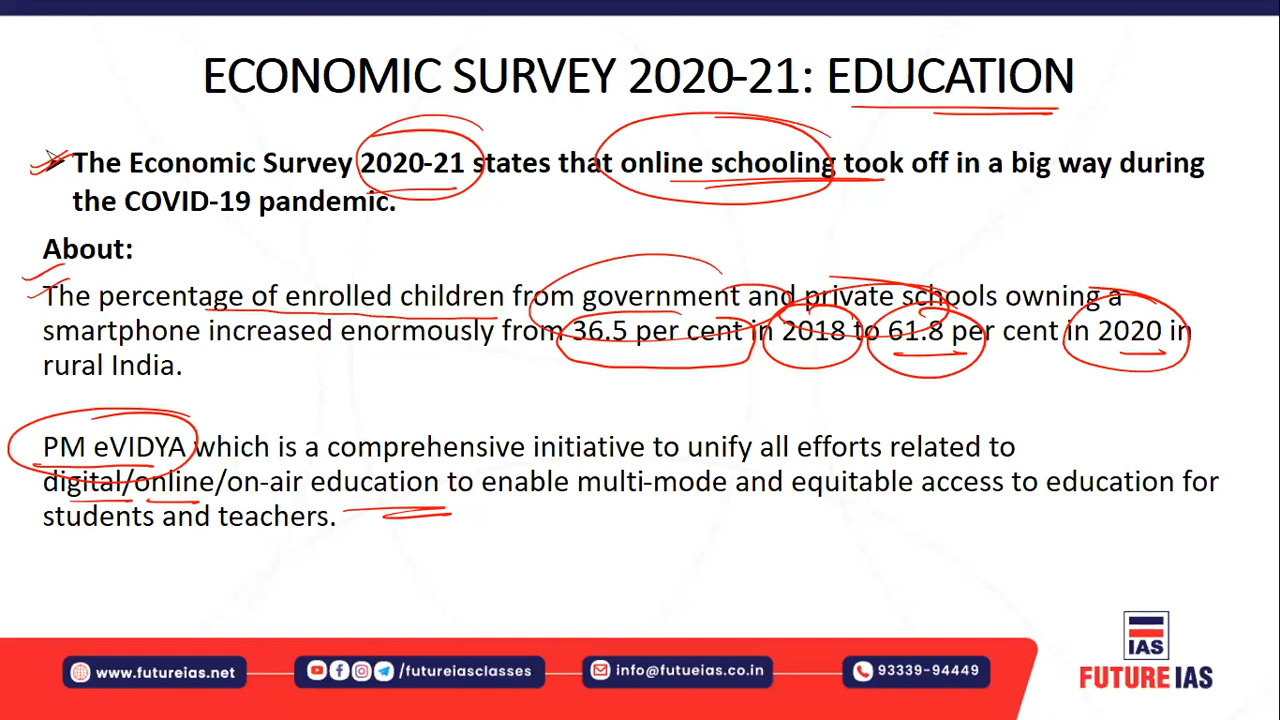 ECONOMIC SURVEY 2020-21: EDUCATION
➤ The Economic Survey 2020-21 states that online schooling took off in a big way during
the COVID-19 pandemic.
About:
The percentage of enrolled children from government and private schools owning a
smartphone increased enormously from 36.5 per cent in 2018 to 61.8 per cent in 2020 in
rural India.
PM eVIDYA which is a comprehensive initiative to unify all efforts related to
digital/online/on-air education to enable multi-mode and equitable access to education for
students and teachers.
www.futureias.net
/futureiasclasses
info@futueias.co.in
93339-94449
IAS
FUTURE IAS